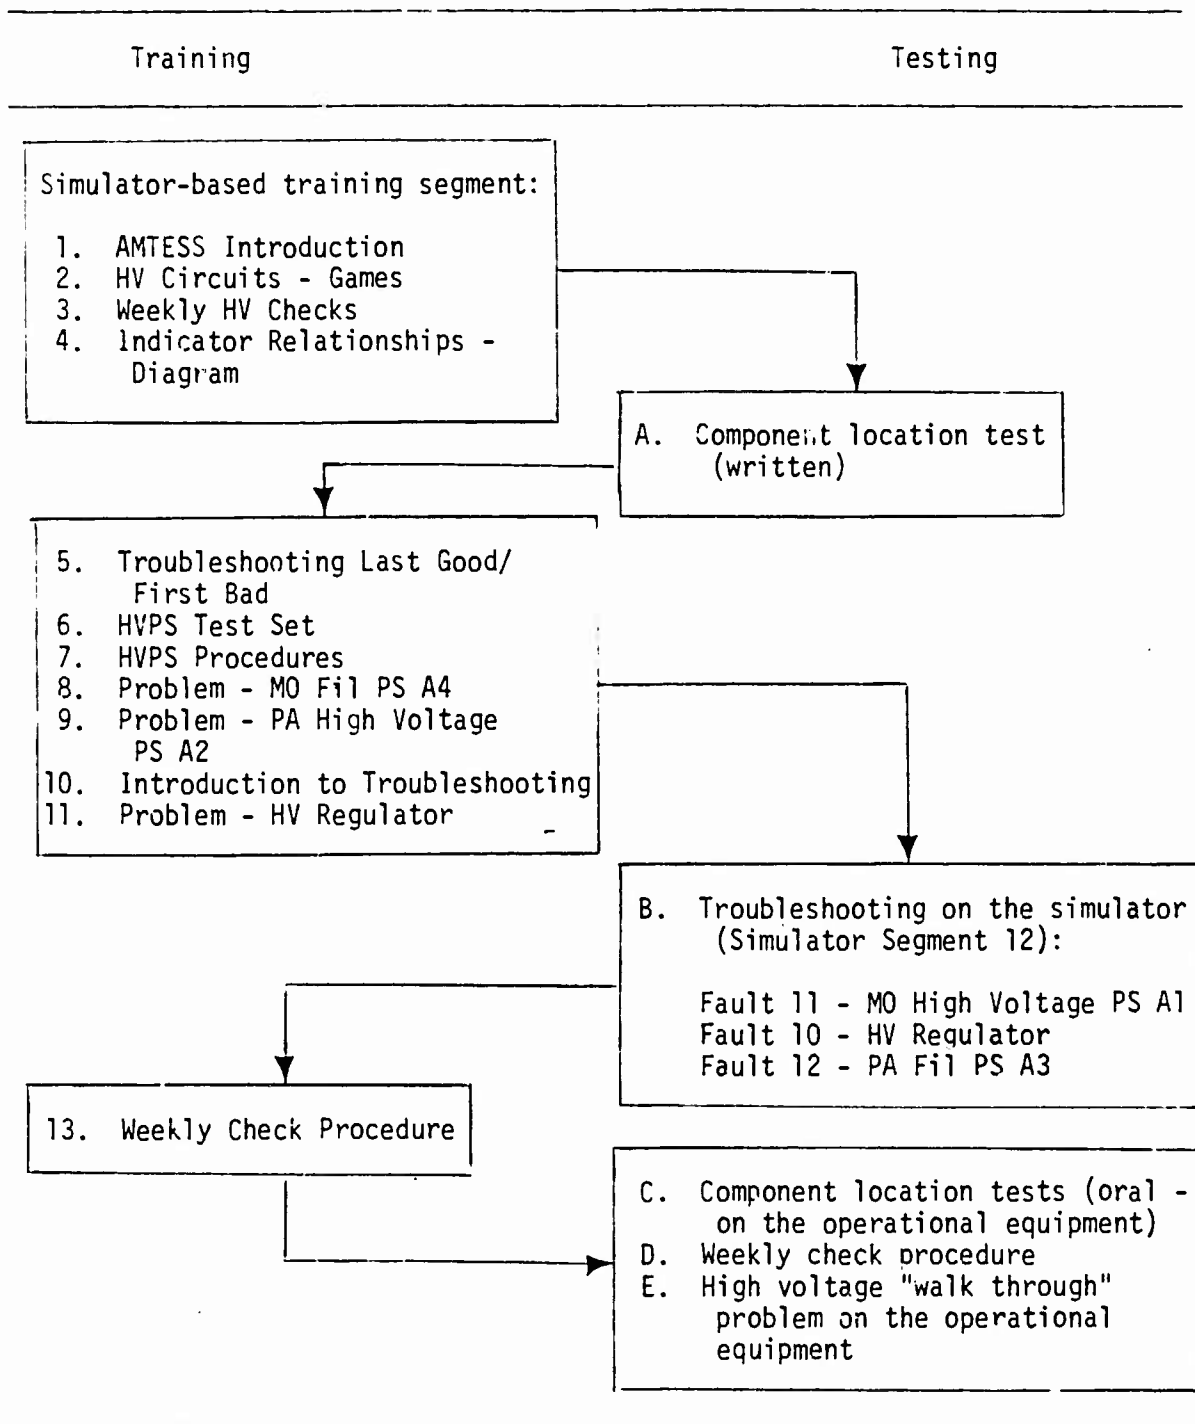 Training Testing
Simulator-based training segment:
1. AMTESS Introduction
2. HV Circuits - Games
3. Weekly HV Checks
4. Indicator Relationships -
Diagram
A. Component location test
(written)
5. Troubleshooting Last Good/
First Bad
6. HVPS Test Set
7. HVPS Procedures
8. Problem - MO Fil PS A4
9. Problem - PA High Voltage
PS A2
10. Introduction to Troubleshooting
11. Problem - HV Regulator
B. Troubleshooting on the simulator
(Simulator Segment 12):
Fault 11 - MO High Voltage PS A1
Fault 10 - HV Regulator
Fault 12 - PA Fil PS A3
13. Weekly Check Procedure
C. Component location tests (oral -
on the operational equipment)
D. Weekly check procedure
E. High voltage "walk through"
problem on the operational
equipment